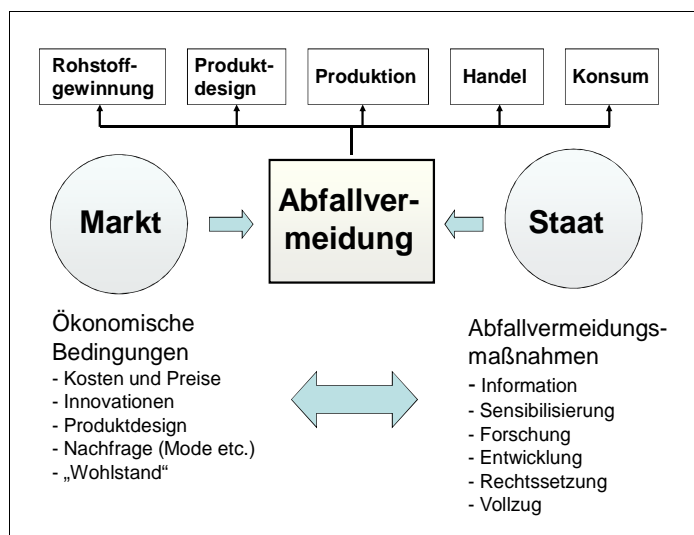 Rohstoff-
gewinnung
Produkt-
design
Produktion
Handel
Konsum
Markt
Abfallver-
meidung
Staat
Ökonomische
Bedingungen
- Kosten und Preise
- Innovationen
- Produktdesign
- Nachfrage (Mode etc.)
- „Wohlstand“
Abfallvermeidungs-
maßnahmen
- Information
- Sensibilisierung
- Forschung
- Entwicklung
- Rechtssetzung
- Vollzug